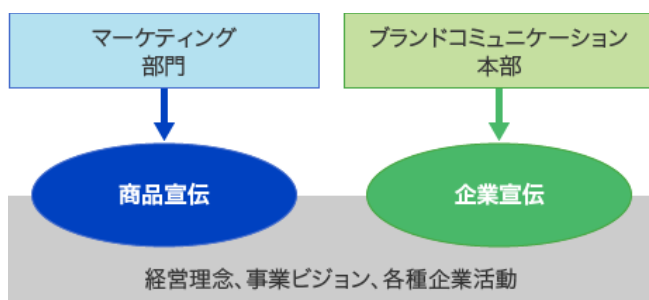 マーケティング
部門
ブランドコミュニケーション
本部
商品宣伝
企業宣伝
経営理念、事業ビジョン、各種企業活動